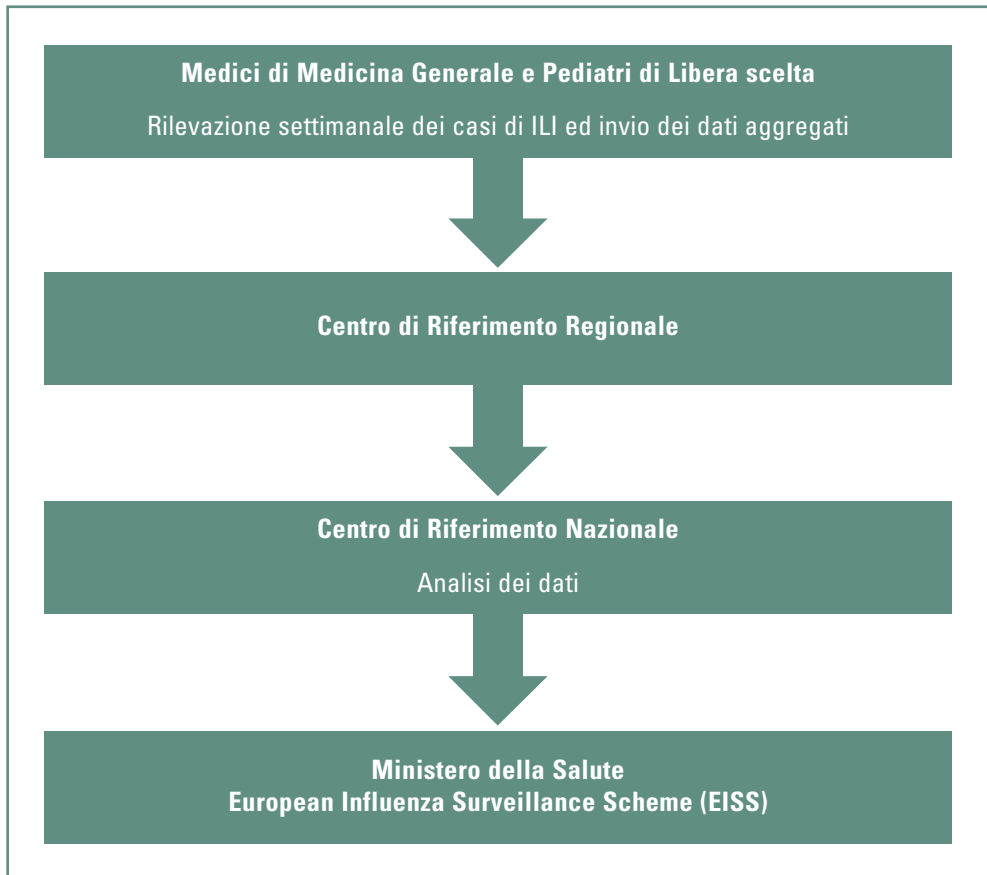 Medici di Medicina Generale e Pediatri di Libera scelta
Rilevazione settimanale dei casi di ILI ed invio dei dati aggregati
Centro di Riferimento Regionale
Centro di Riferimento Nazionale
Analisi dei dati
Ministero della Salute
European Influenza Surveillance Scheme (EISS)